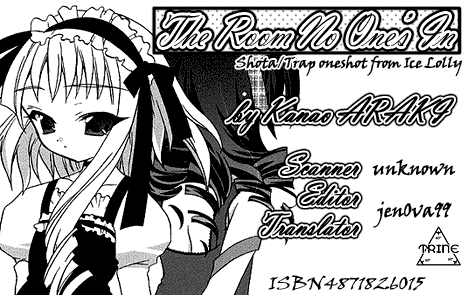 The Room No One's In
Shota/Trap oneshot from Ice Lolly
by Kanao ARAKI
Scanner unknown
Editor
Translator jen0va99
TRINE
ISBN4871826015